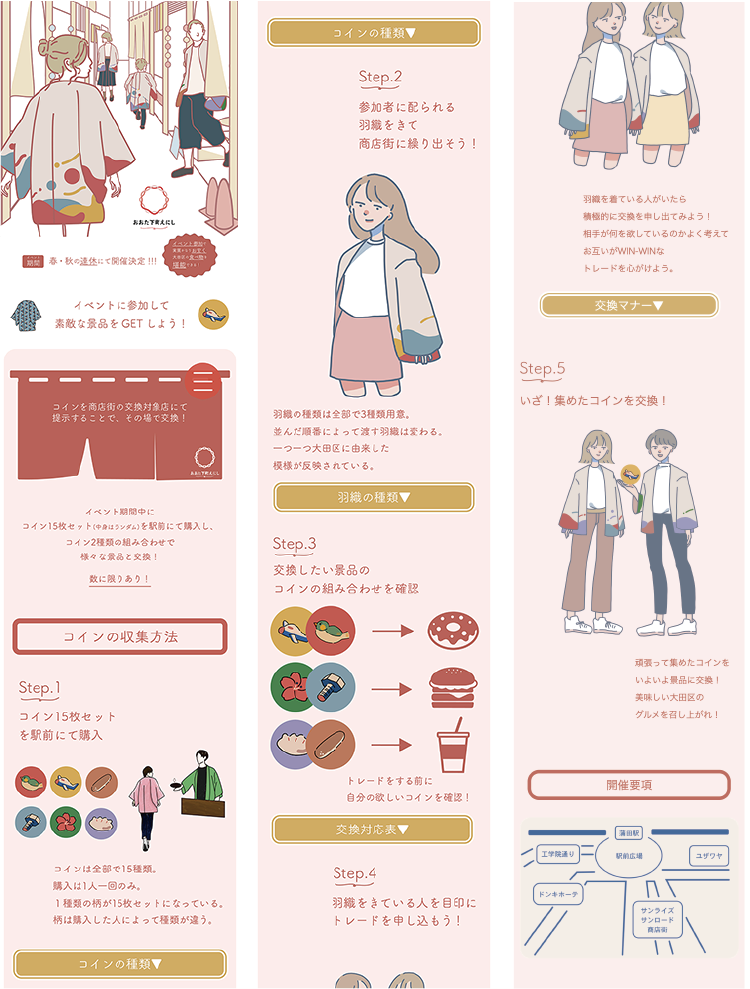 おおた下町えにし
イベント
期間
春・秋の連休にて開催決定!!!
イベント参加で
イベントに参加して
素敵な景品をGETしよう!
コインを商店街の交換対象店にて
提示することで、その場で交換!
おおた下町えにし
イベント期間中に
コイン15枚セット(中身はランダム)を駅前にて購入し、
コイン2種類の組み合わせで
様々な景品と交換!
数に限りあり!
コインの収集方法
Step.1
コイン15枚セット
を駅前にて購入
コインは全部で15種類。
購入は1人一回のみ。
1種類の柄が15枚セットになっている。
柄は購入した人によって種類が違う。
コインの種類▼
コインの種類▼
Step.2
参加者に配られる
羽織をきて
商店街に繰り出そう!
羽織の種類は全部で3種類用意。
並んだ順番によって渡す羽織は変わる。
一つ一つ大田区に由来した
模様が反映されている。
羽織の種類▼
Step.3
交換したい景品の
コインの組み合わせを確認
トレードをする前に
自分の欲しいコインを確認!
交換対応表▼
Step.4
羽織をきている人を目印に
トレードを申し込もう!
羽織を着ている人がいたら
積極的に交換を申し出てみよう!
相手が何を欲しているのかよく考えて
お互いがWIN-WINな
トレードを心がけよう。
交換マナー▼
Step.5
いざ!集めたコインを交換!
頑張って集めたコインを
いよいよ景品に交換!
美味しい大田区の
グルメを召し上がれ!
開催要項
蒲田駅
工学院通り
駅前広場
ユザワヤ
ドンキホーテ
サンライズ
サンロード
商店街